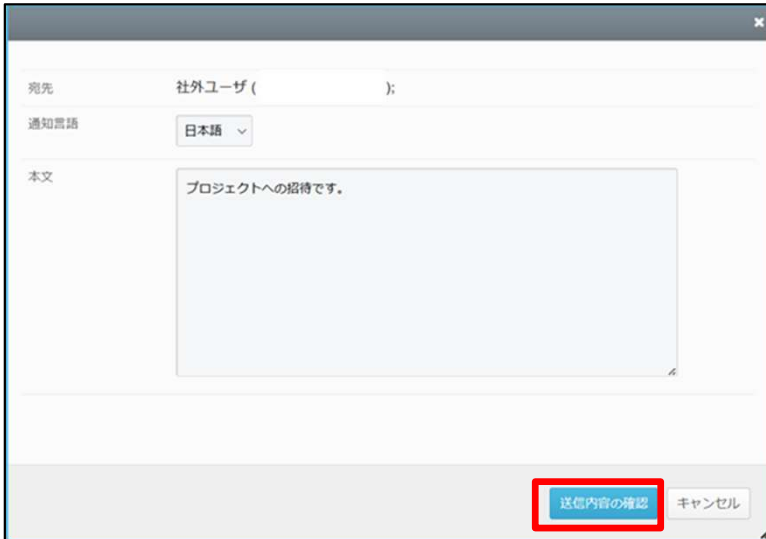 宛先 社外ユーザ ( );
通知言語 日本語
本文 プロジェクトへの招待です。
送信内容の確認 キャンセル